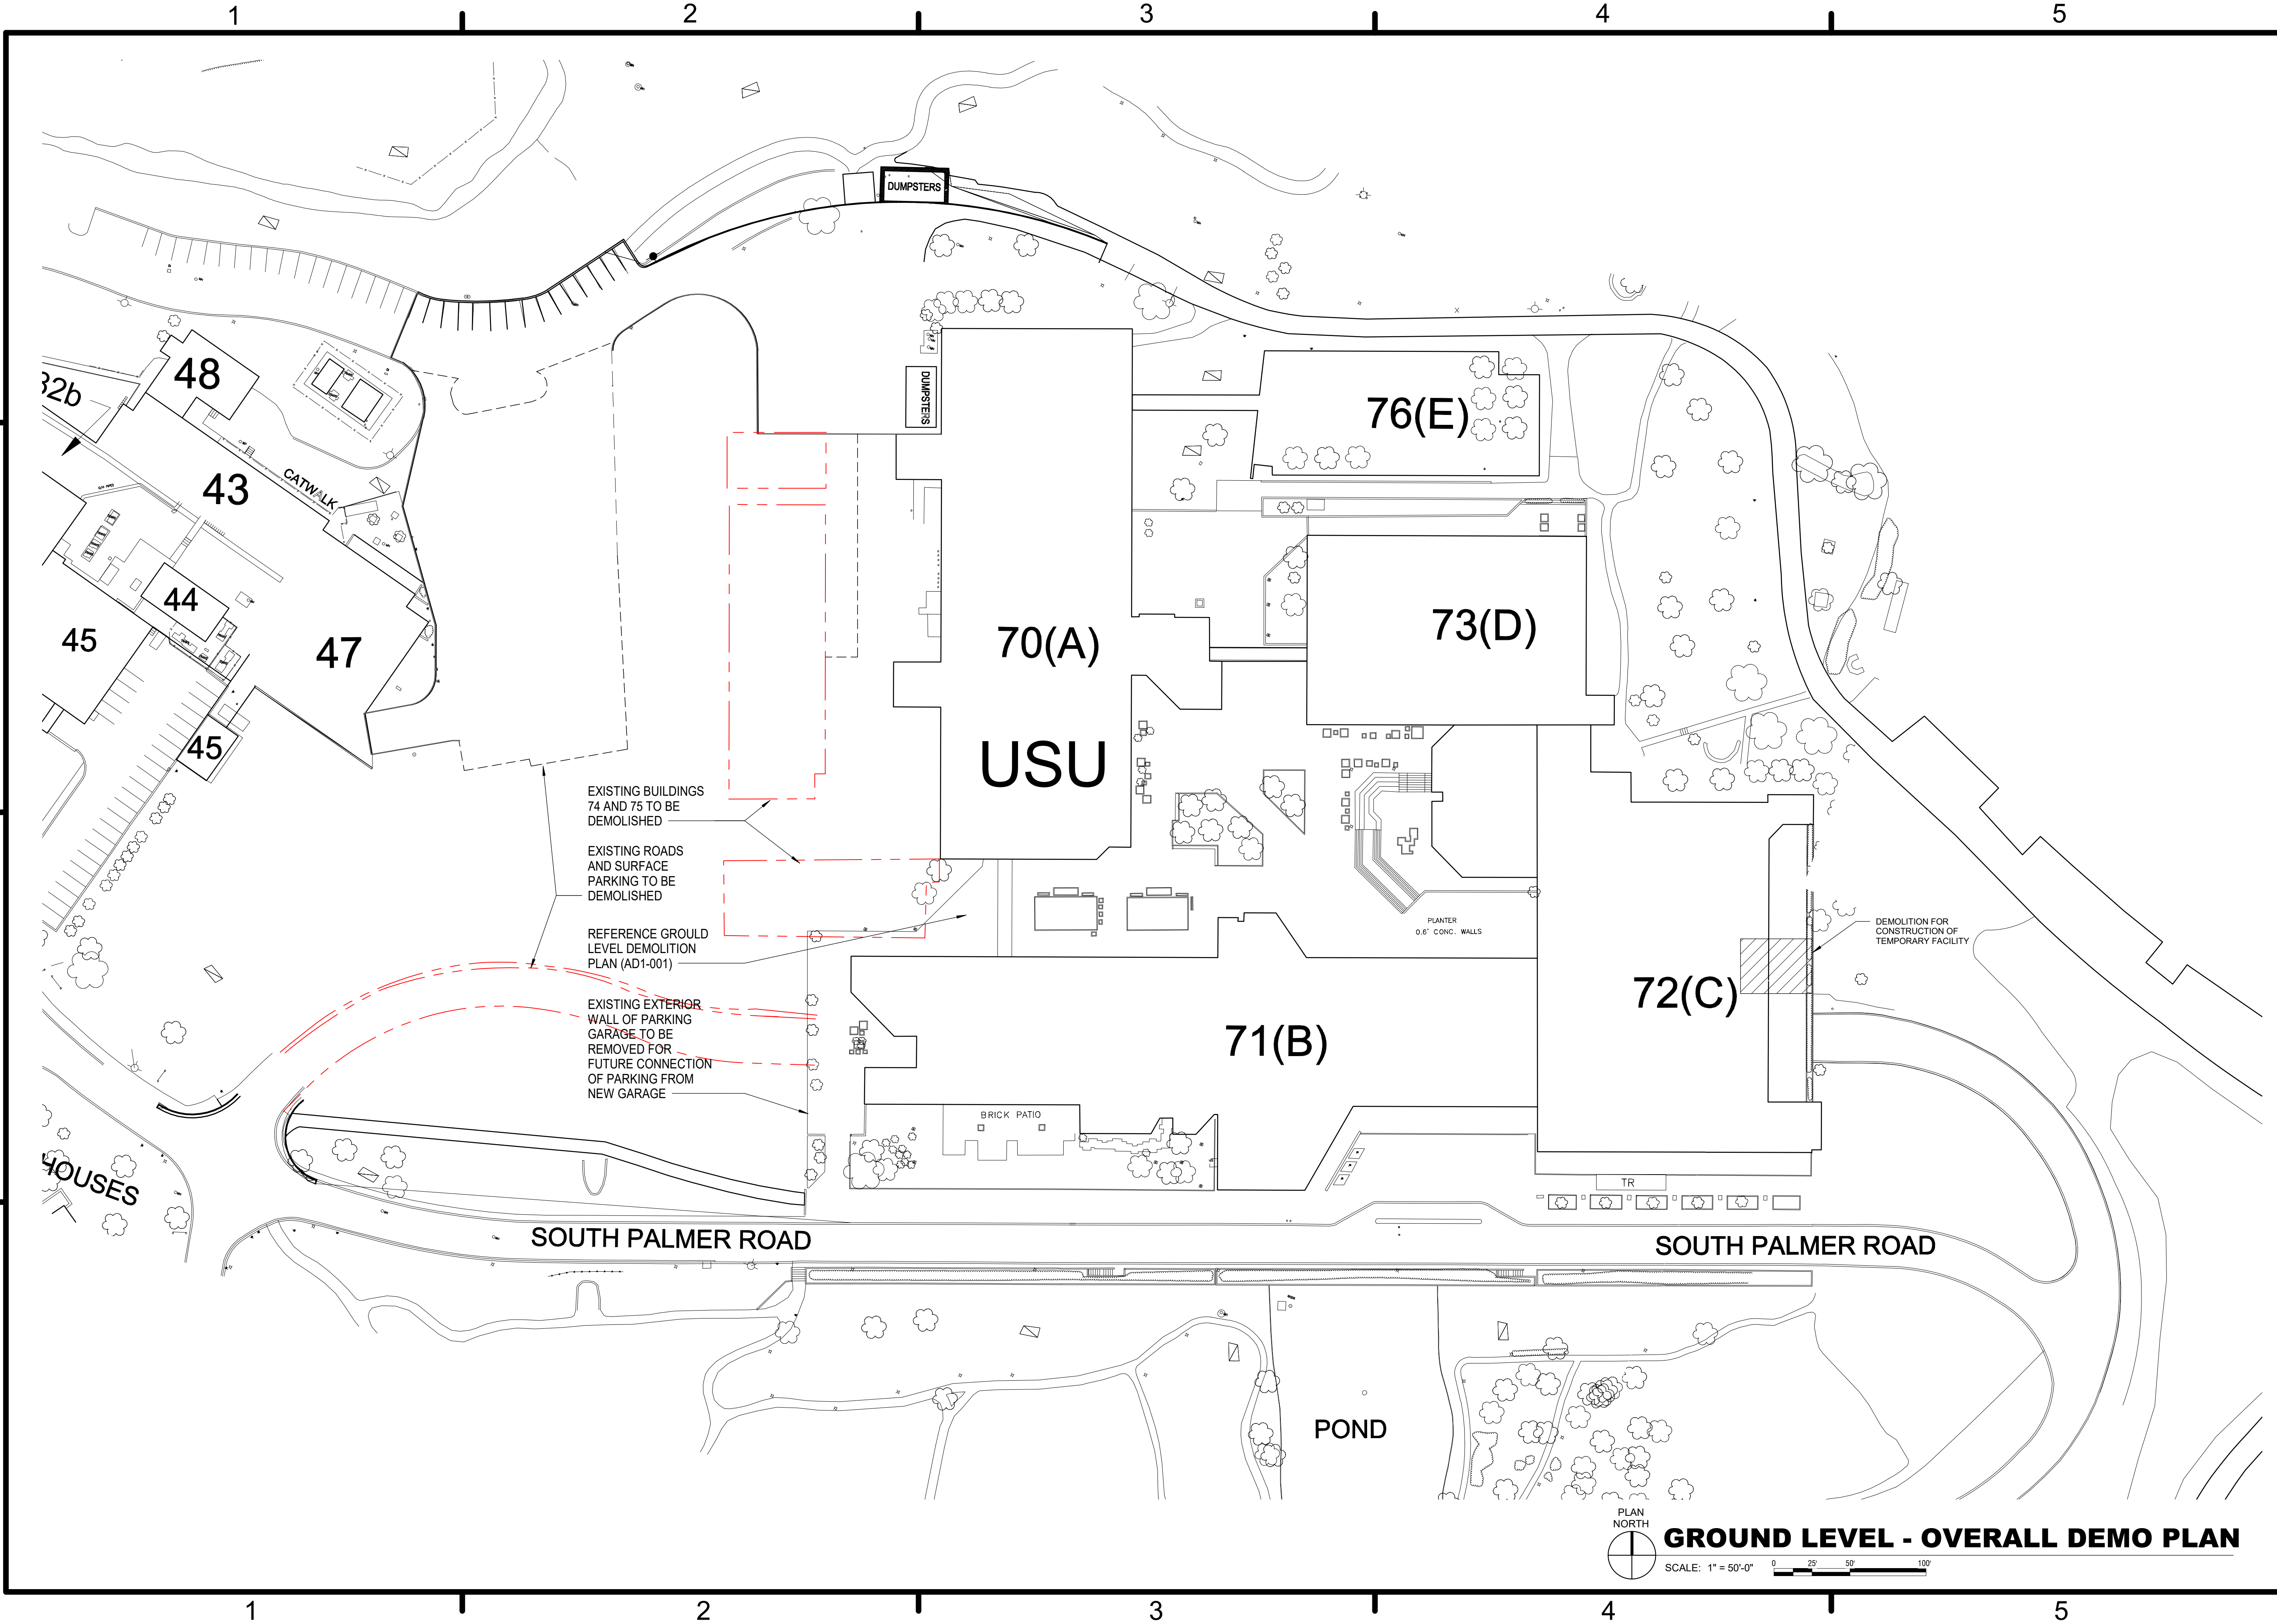 1
2
3
4
5
DUMPSTERS
48
32b
DUMPSTERS
76(E)
43
CATWALK
44
45
47
70(A)
73(D)
45
USU
EXISTING BUILDINGS
74 AND 75 TO BE
DEMOLISHED
EXISTING ROADS
AND SURFACE
PARKING TO BE
DEMOLISHED
REFERENCE GROULD
LEVEL DEMOLITION
PLAN (AD1-001)
PLANTER
0.6' CONC. WALLS
DEMOLITION FOR
CONSTRUCTION OF
TEMPORARY FACILITY
72(C)
EXISTING EXTERIOR
WALL OF PARKING
GARAGE TO BE
REMOVED FOR
FUTURE CONNECTION
OF PARKING FROM
NEW GARAGE
71(B)
BRICK PATIO
HOUSES
TR
SOUTH PALMER ROAD
SOUTH PALMER ROAD
POND
PLAN
NORTH
GROUND LEVEL - OVERALL DEMO PLAN
SCALE: 1" = 50'-0"
0 25' 50' 100'
1
2
3
4
5